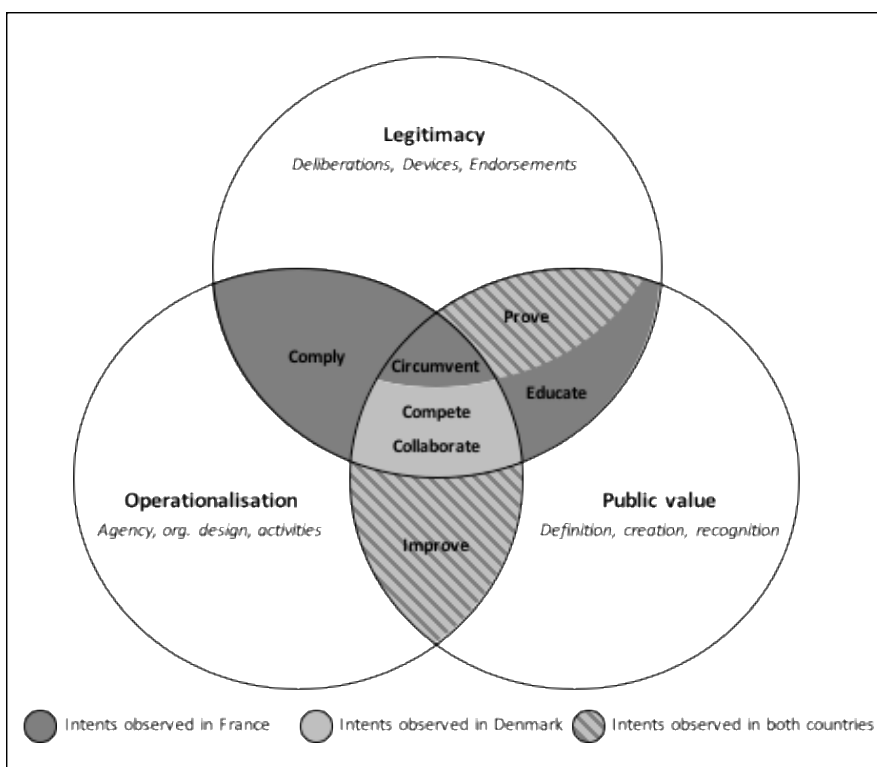 Legitimacy
Deliberations, Devices, Endorsements
Prove
Comply
Circumvent
Educate
Compete
Collaborate
Operationalisation
Agency, org. design, activities
Public value
Definition, creation, recognition
Improve
Intents observed in France
Intents observed in Denmark
Intents observed in both countries